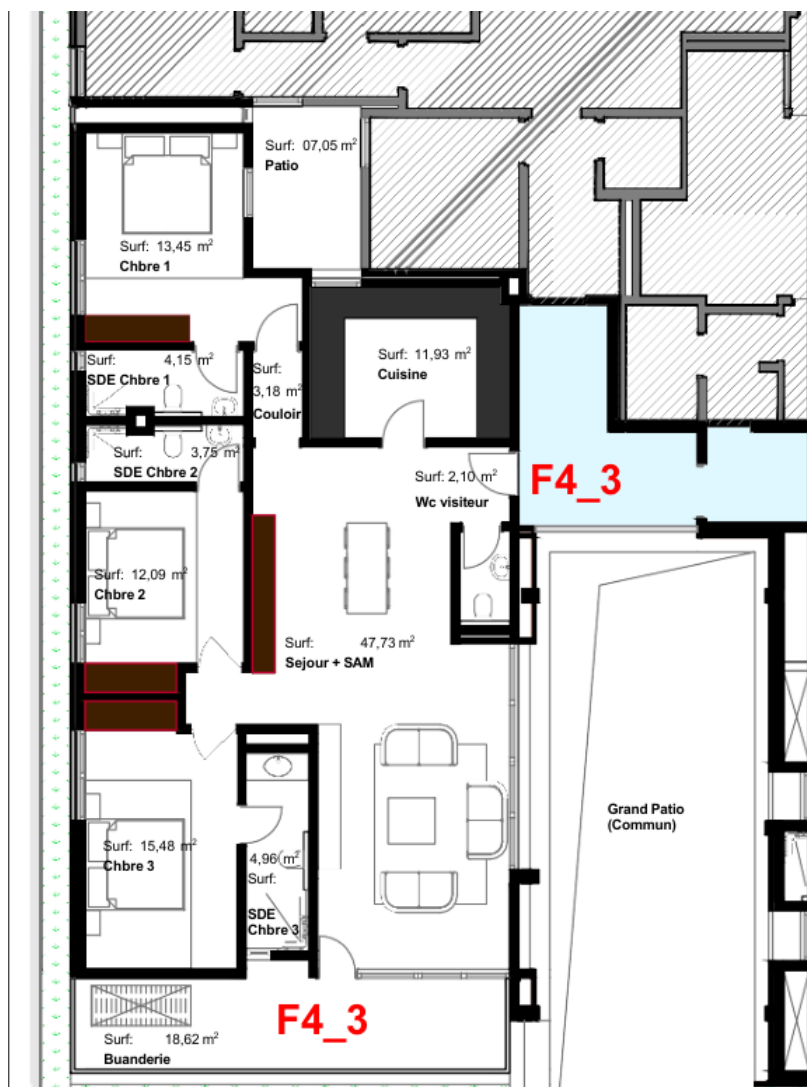 Surf: 07,05 m²
Patio
Surf: 13,45 m²
Chbre 1
Surf: 4,15 m²
SDE Chbre 1
Surf:
3,18 m²
Couloir
Surf: 11,93 m²
Cuisine
Surf: 3,75 m²
SDE Chbre 2
Surf: 2,10 m²
Wc visiteur
F4_3
Surf: 12,09 m²
Chbre 2
Surf: 47,73 m²
Sejour + SAM
Grand Patio
(Commun)
Surf: 15,48 m²
Chbre 3
4,96 m²
Surf:
SDE
Chbre 3
F4_3
Surf: 18,62 m²
Buanderie